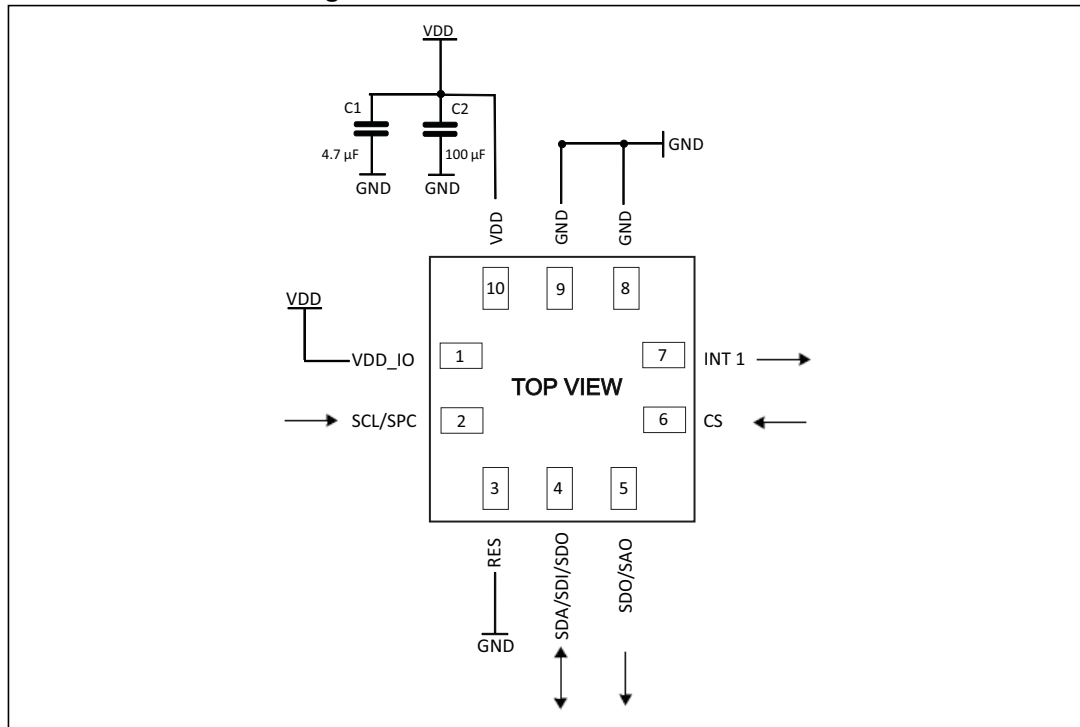 g
VDD
C1
C2
4.7 µF
100 µF
GND
GND
GND
VDD
GND
GND
10
9
8
VDD
VDD_IO
1
7
INT 1
TOP VIEW
SCL/SPC
2
6
CS
3
4
5
RES
SDA/SDI/SDO
SDO/SAO
GND